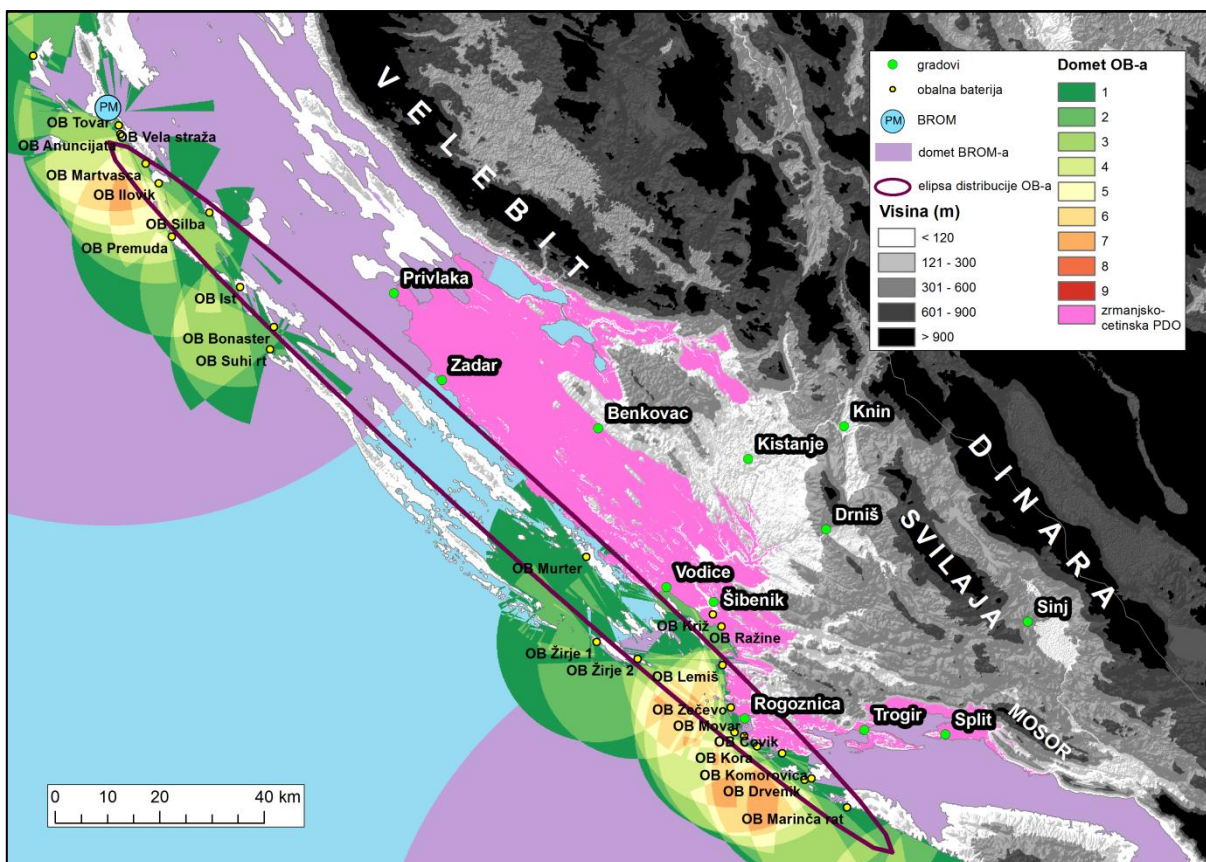 VELEBIT
DINARA
SVILAJA
MOSOR
PM
OB Tovar
OB Vela straža
OB Anuncijata
OB Martvasca
OB Ilovik
OB Silba
OB Premuda
OB Ist
OB Bonaster
OB Suhi rt
Privlaka
Zadar
Benkovac
Kistanje
Knin
Drniš
Sinj
OB Murter
Vodice
Šibenik
OB Križ
OB Ražine
OB Žirje 1
OB Žirje 2
OB Lemiš
OB Zečevo
Rogoznica
OB Movar
OB Čovik
OB Kora
OB Komorovica
OB Drvenik
OB Marinča rat
Trogir
Split
0 10 20 40 km
gradovi
obalna baterija
PM
BROM
domet BROM-a
elipsa distribucije OB-a
Visina (m)
< 120
121 - 300
301 - 600
601 - 900
> 900
Domet OB-a
1
2
3
4
5
6
7
8
9
zrmanjsko-
cetinska PDO